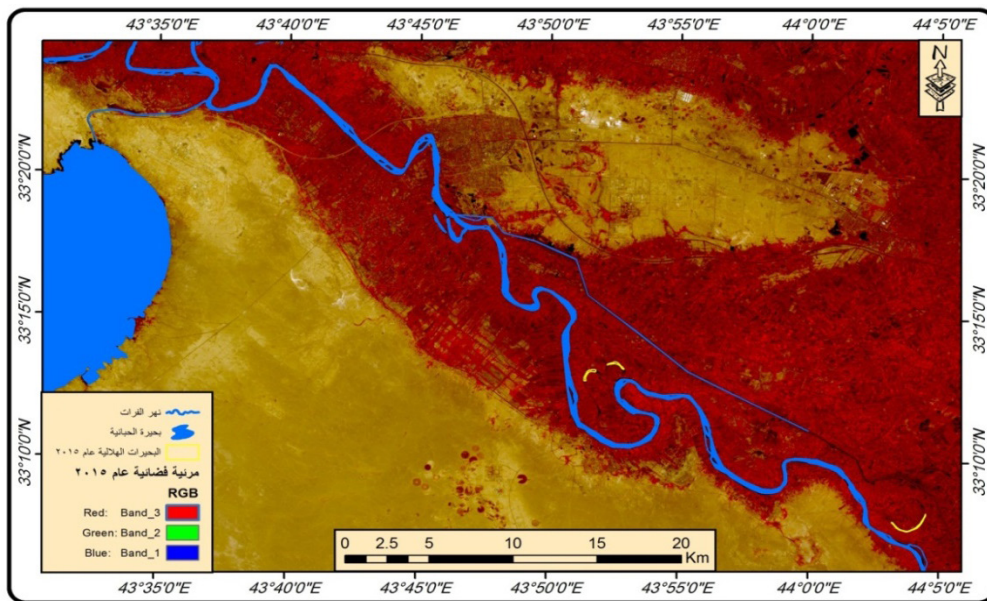 43°35'0"E 43°40'0"E 43°45'0"E 43°50'0"E 43°55'0"E 44°0'0"E 44°5'0"E
N
33°20'0"N
33°20'0"N
33°15'0"N
33°15'0"N
33°10'0"N
33°10'0"N
نهر الفرات
بحيرة الحبانية
البحيرات الهلالية عام ٢٠١٥
مرئية فضائية عام ٢٠١٥
RGB
Red: Band_3
Green: Band_2
Blue: Band_1
0 2.5 5 10 15 20
Km
43°35'0"E 43°40'0"E 43°45'0"E 43°50'0"E 43°55'0"E 44°0'0"E 44°5'0"E